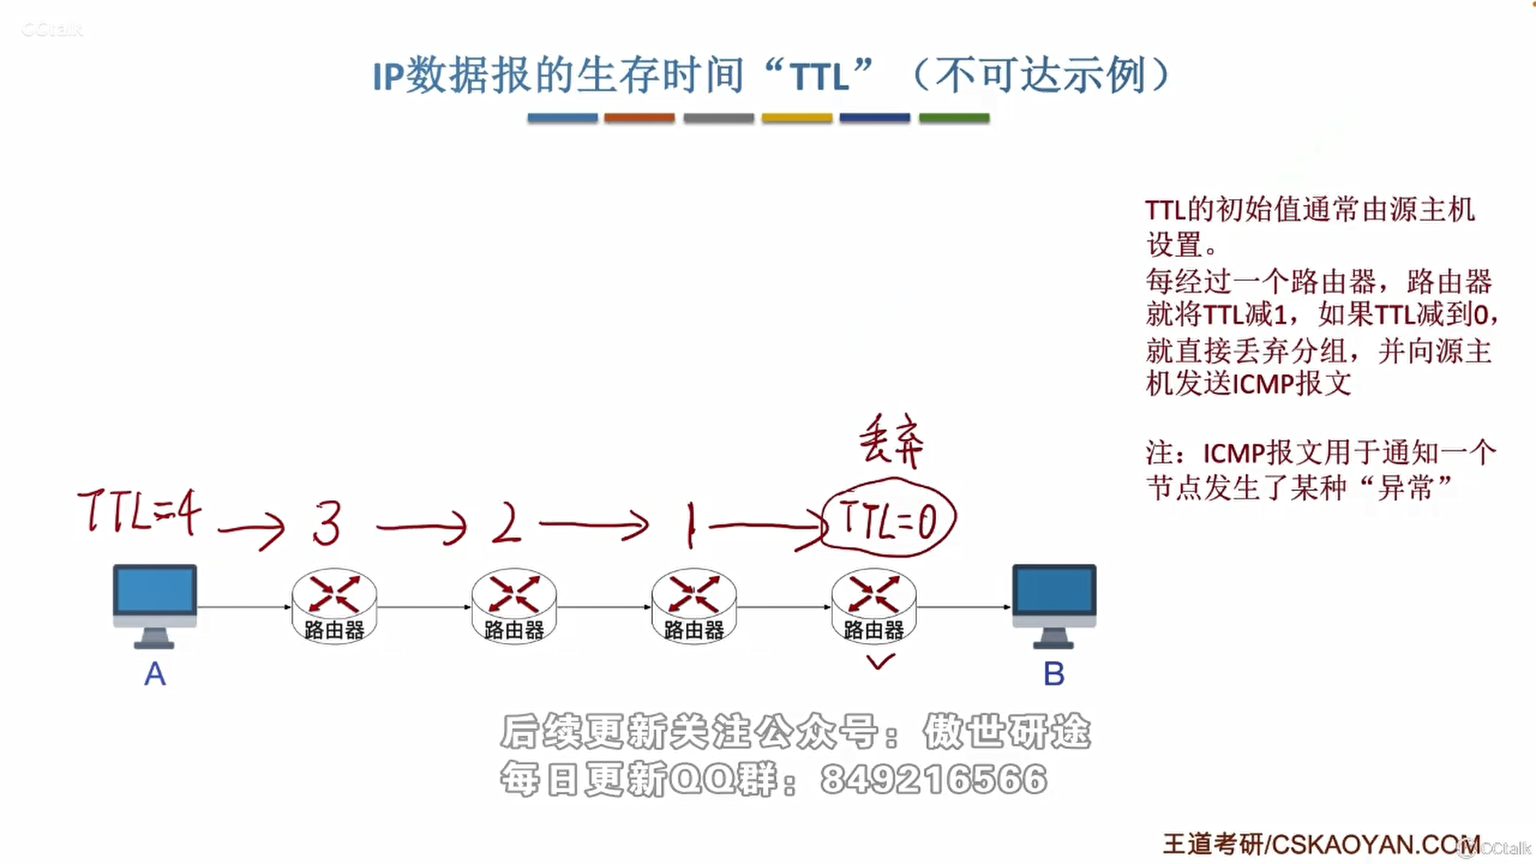 CCtalk
IP数据报的生存时间“TTL”（不可达示例）
TTL的初始值通常由源主机
设置。
每经过一个路由器，路由器
就将TTL减1，如果TTL减到0，
就直接丢弃分组，并向源主
机发送ICMP报文
注：ICMP报文用于通知一个
节点发生了某种“异常”
丢弃
TTL=4 3 2 1 TTL=0
路由器 路由器 路由器 路由器
A B
后续更新关注公众号：傲世研途
每日更新QQ群：849216566
王道考研/CSKAOYAN.COM
CCtalk